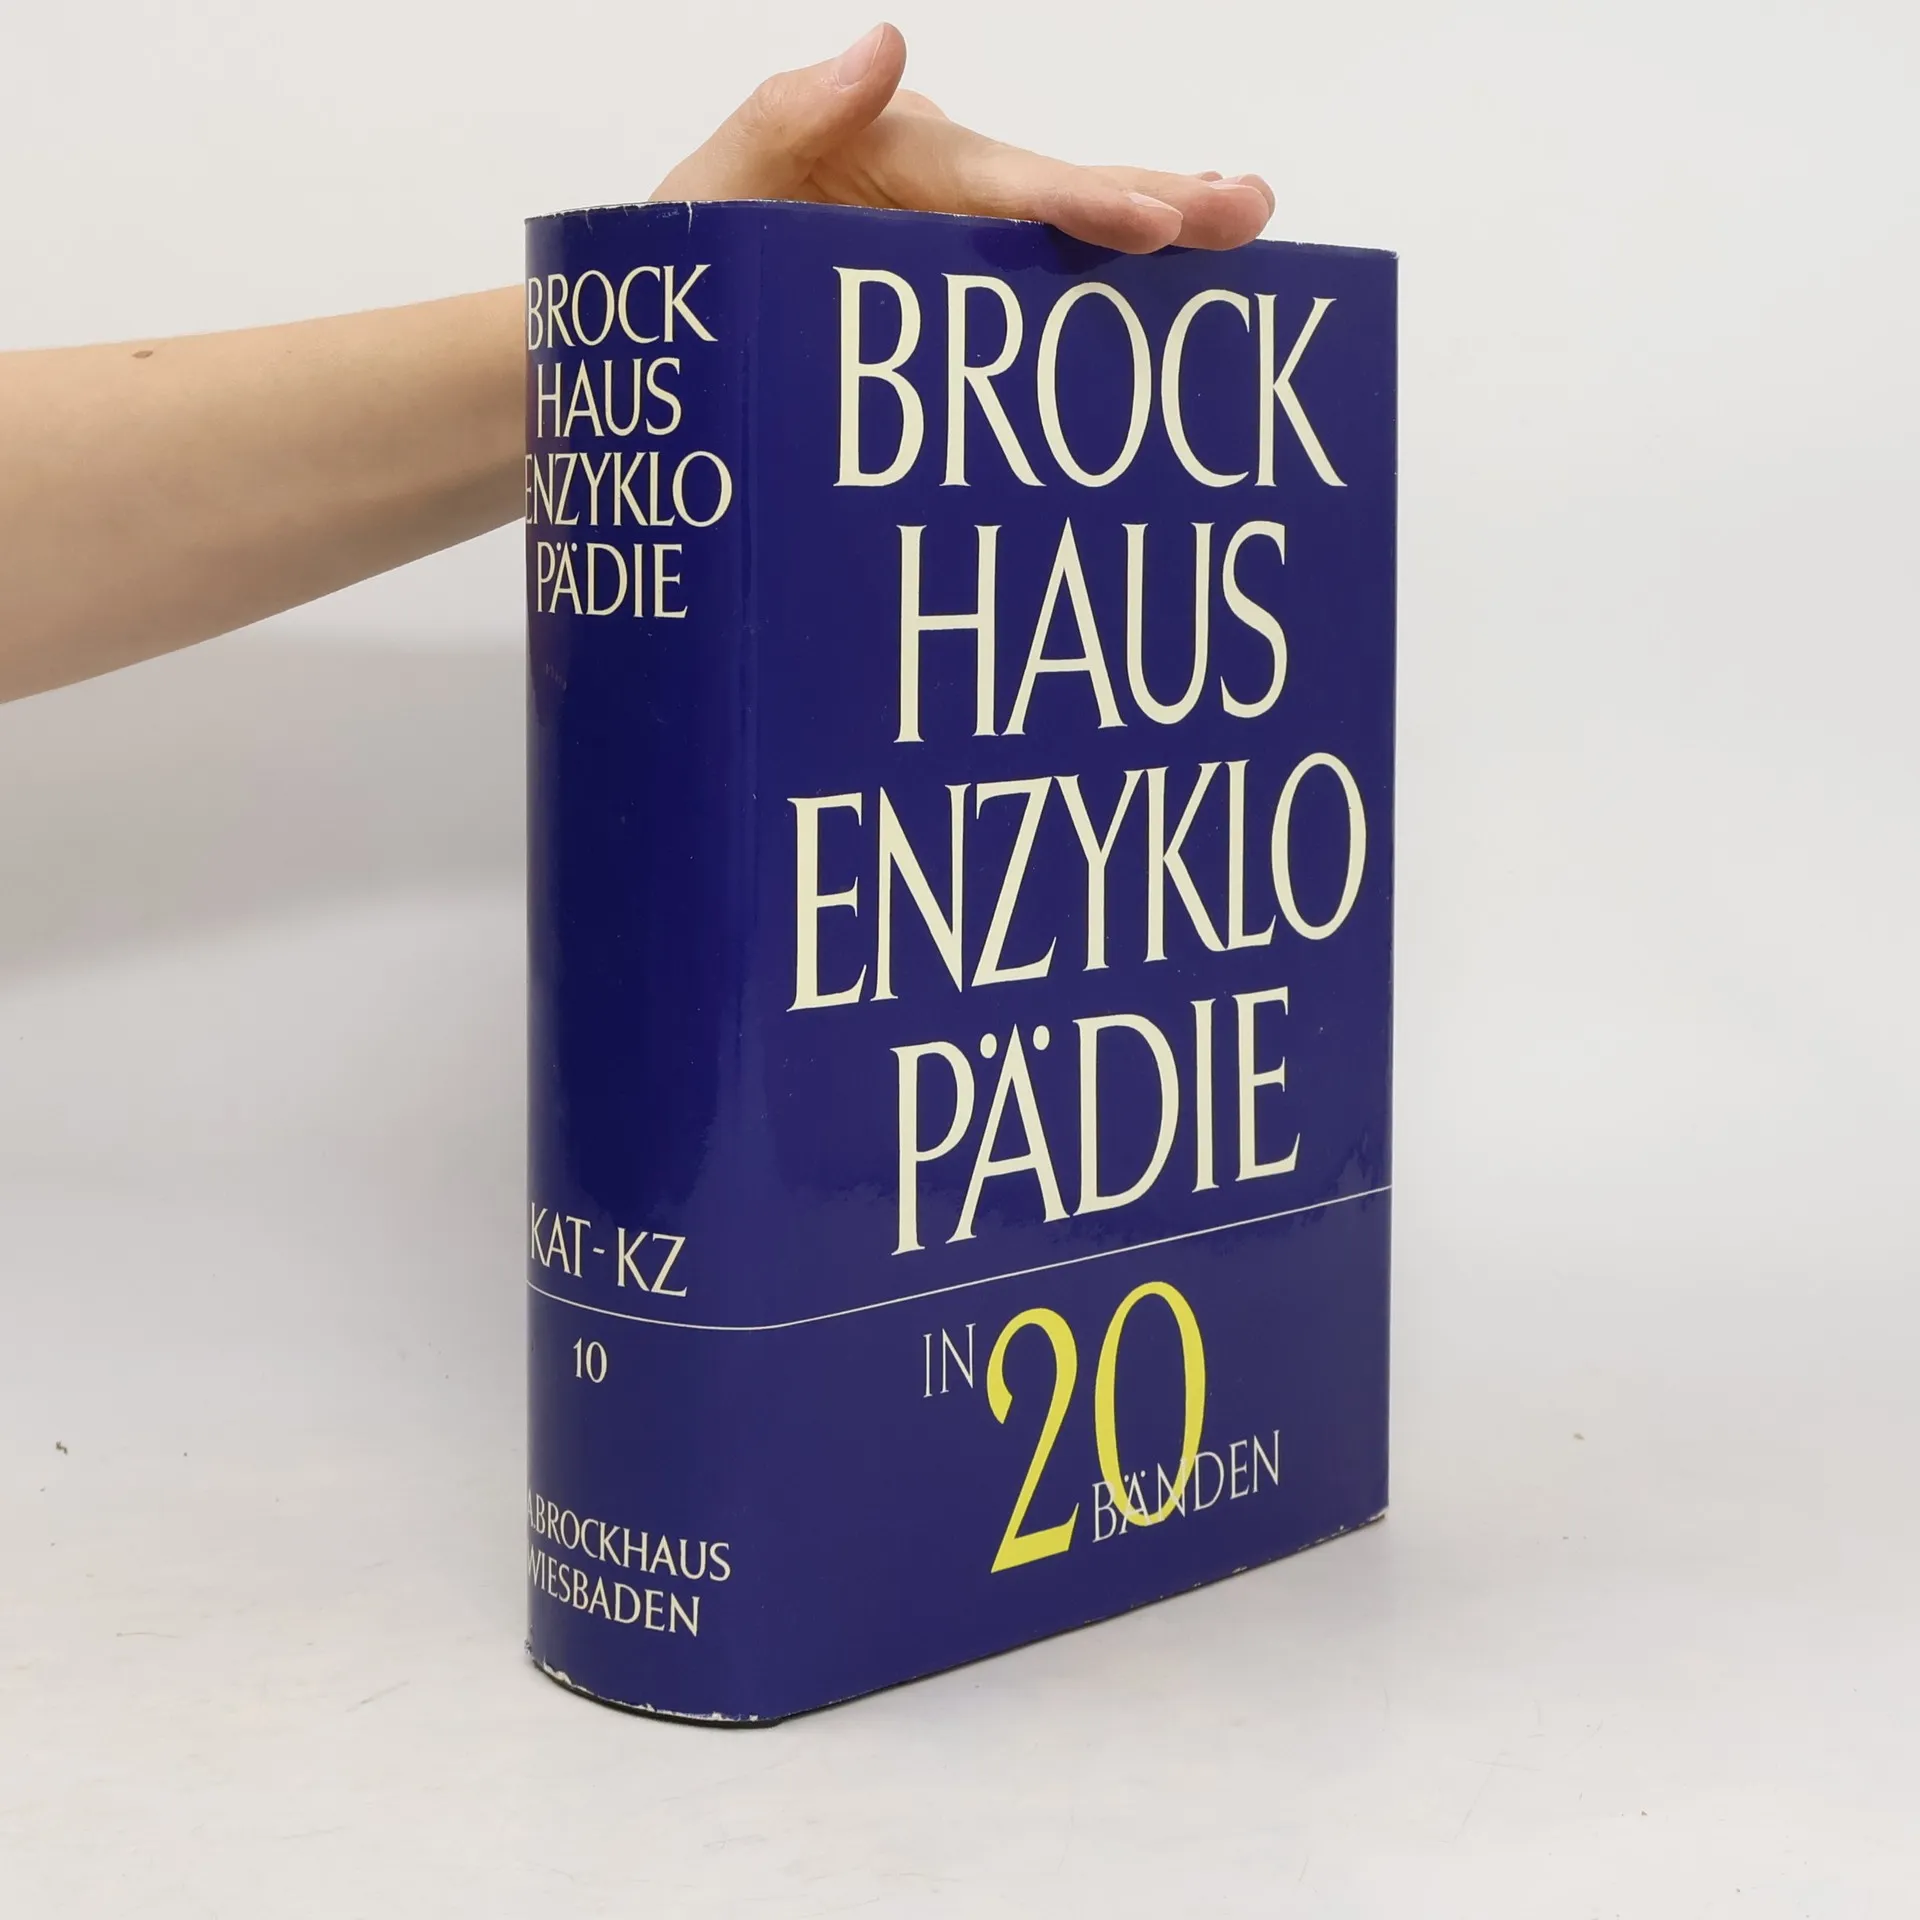 BROCK
HAUS
ENZYKLO
PÄDIE
KAT-KZ
10
A.BROCKHAUS
WIESBADEN
BROCK
HAUS
ENZYKLO
PÄDIE
IN 20
BÄNDEN